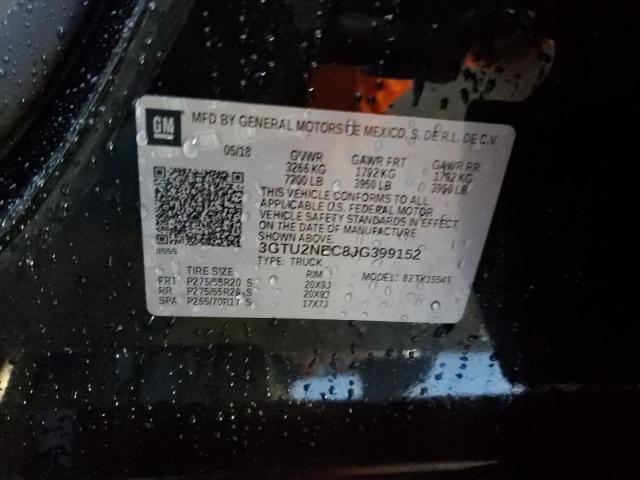 GM
MFD BY GENERAL MOTORS DE MEXICO, S. DE R.L. DE C.V.
05/18 GVWR GAWR FRT GAWR RR
3266 KG 1792 KG 1792 KG
7200 LB 3950 LB 3950 LB
THIS VEHICLE CONFORMS TO ALL
APPLICABLE U.S. FEDERAL MOTOR
VEHICLE SAFETY STANDARDS IN EFFECT
ON THE DATE OF MANUFACTURE
SHOWN ABOVE.
3GTU2NEC8JG399152
TYPE: TRUCK
MODEL:
TIRE SIZE RIM
FRT P275/55R20 S 20X9J
RR P275/55R20 S 20X9J
SPA P265/70R17 S 17X7J